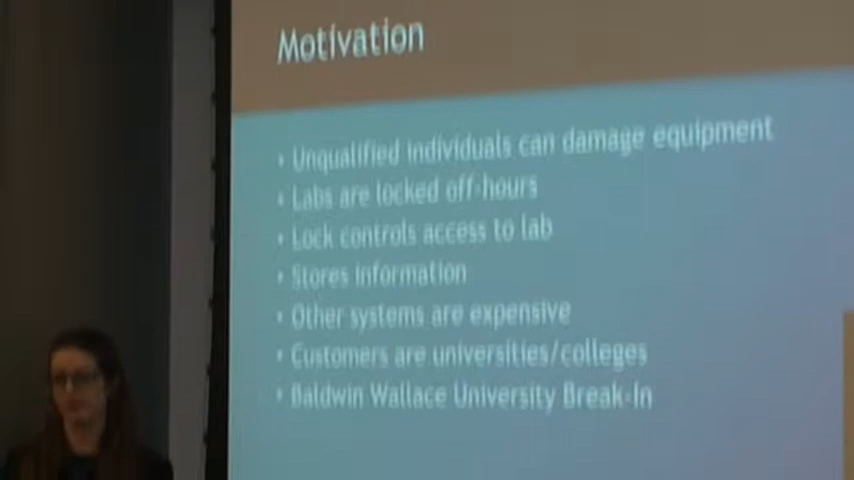 Motivation
• Unqualified individuals can damage equipment
• Labs are locked off-hours
• Lock controls access to lab
• Stores information
• Other systems are expensive
• Customers are universities/colleges
• Baldwin Wallace University Break-In